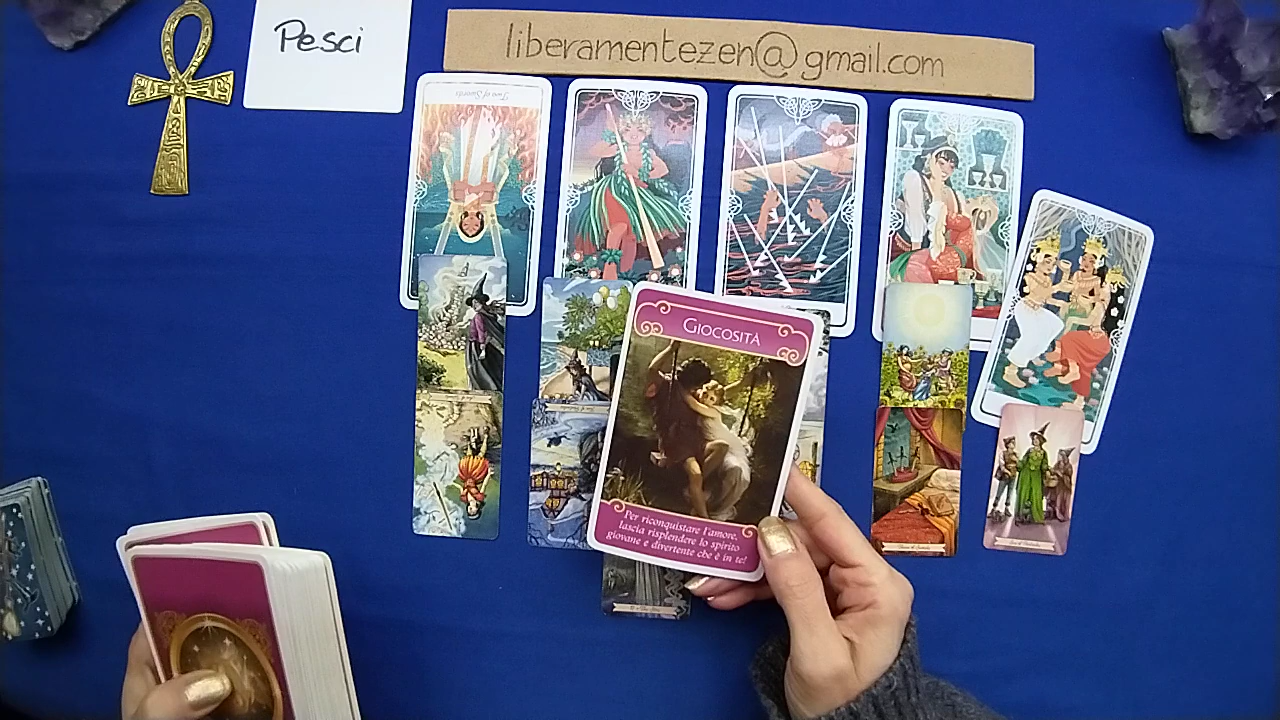 Pesci
liberamentezen@gmail.com
GIOCOSITÀ
Per riconquistare l'amore,
lascia risplendere lo spirito
giovane e divertente che è in te!